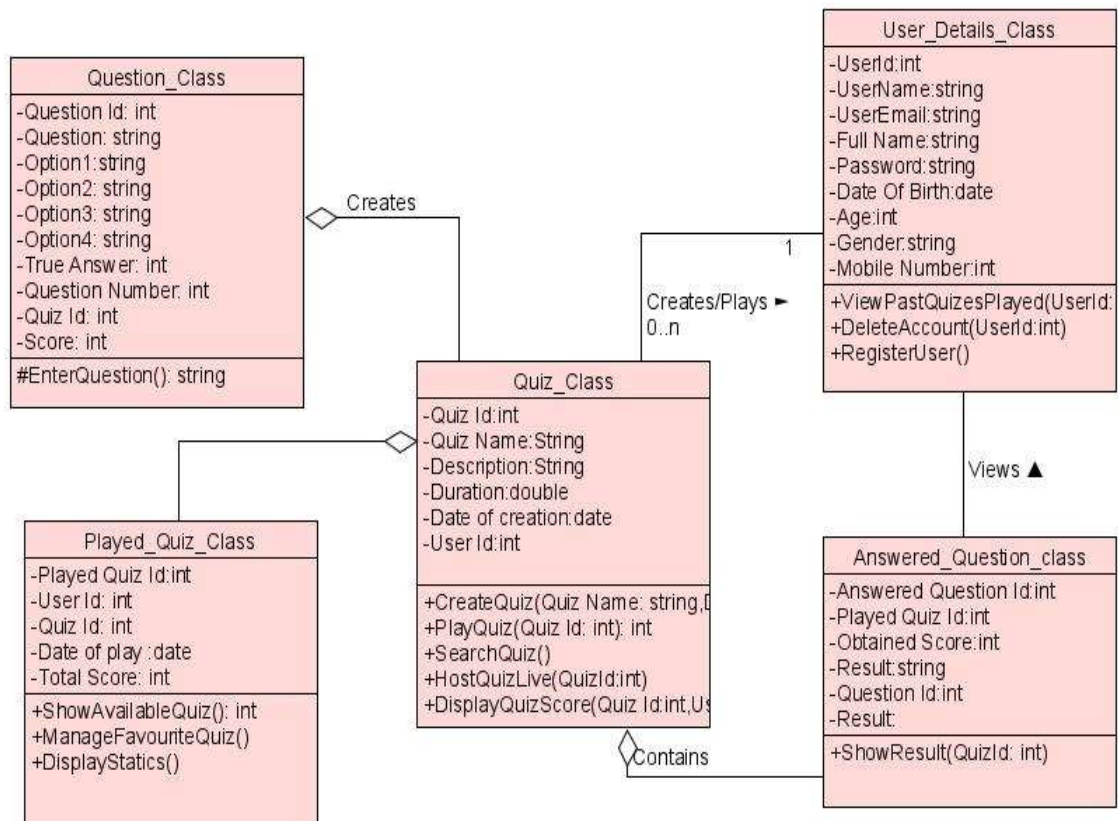 Question_Class
-Question Id: int
-Question: string
-Option1:string
-Option2: string
-Option3: string
-Option4: string
-True Answer: int
-Question Number: int
-Quiz Id: int
-Score: int
#EnterQuestion(): string
Creates
User_Details_Class
-UserId:int
-UserName:string
-UserEmail:string
-Full Name:string
-Password:string
-Date Of Birth:date
-Age:int
-Gender:string
-Mobile Number:int
+ViewPastQuizesPlayed(UserId:
+DeleteAccount(UserId:int)
+RegisterUser()
1
Creates/Plays ►
0..n
Quiz_Class
-Quiz Id:int
-Quiz Name:String
-Description:String
-Duration:double
-Date of creation:date
-User Id:int
+CreateQuiz(Quiz Name: string,D
+PlayQuiz(Quiz Id: int): int
+SearchQuiz()
+HostQuizLive(QuizId:int)
+DisplayQuizScore(Quiz Id:int,Us
Views ▲
Played_Quiz_Class
-Played Quiz Id:int
-User Id: int
-Quiz Id: int
-Date of play :date
-Total Score: int
+ShowAvailableQuiz(): int
+ManageFavouriteQuiz()
+DisplayStatics()
Contains
Answered_Question_class
-Answered Question Id:int
-Played Quiz Id:int
-Obtained Score:int
-Result:string
-Question Id:int
-Result:
+ShowResult(QuizId: int)